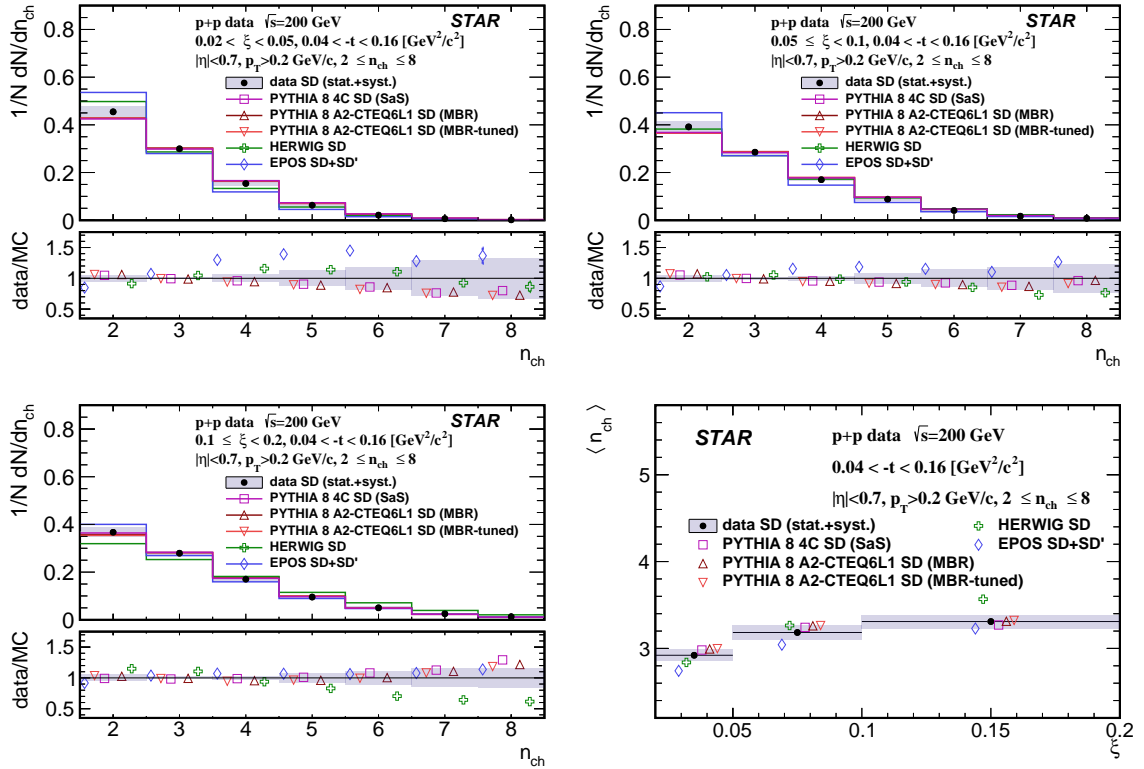 1/N dN/dn_ch
p+p data √s=200 GeV STAR
0.02 < ξ < 0.05, 0.04 < -t < 0.16 [GeV²/c²]
|η|<0.7, p_T>0.2 GeV/c, 2 ≤ n_ch ≤ 8
data SD (stat.+syst.)
PYTHIA 8 4C SD (SaS)
PYTHIA 8 A2-CTEQ6L1 SD (MBR)
PYTHIA 8 A2-CTEQ6L1 SD (MBR-tuned)
HERWIG SD
EPOS SD+SD'
0.8
0.6
0.4
0.2
0
data/MC
1.5
1
0.5
2 3 4 5 6 7 8
n_ch
1/N dN/dn_ch
p+p data √s=200 GeV STAR
0.05 ≤ ξ < 0.1, 0.04 < -t < 0.16 [GeV²/c²]
|η|<0.7, p_T>0.2 GeV/c, 2 ≤ n_ch ≤ 8
data SD (stat.+syst.)
PYTHIA 8 4C SD (SaS)
PYTHIA 8 A2-CTEQ6L1 SD (MBR)
PYTHIA 8 A2-CTEQ6L1 SD (MBR-tuned)
HERWIG SD
EPOS SD+SD'
0.8
0.6
0.4
0.2
0
data/MC
1.5
1
0.5
2 3 4 5 6 7 8
n_ch
1/N dN/dn_ch
p+p data √s=200 GeV STAR
0.1 ≤ ξ < 0.2, 0.04 < -t < 0.16 [GeV²/c²]
|η|<0.7, p_T>0.2 GeV/c, 2 ≤ n_ch ≤ 8
data SD (stat.+syst.)
PYTHIA 8 4C SD (SaS)
PYTHIA 8 A2-CTEQ6L1 SD (MBR)
PYTHIA 8 A2-CTEQ6L1 SD (MBR-tuned)
HERWIG SD
EPOS SD+SD'
0.8
0.6
0.4
0.2
0
data/MC
1.5
1
0.5
2 3 4 5 6 7 8
n_ch
⟨ n_ch ⟩
STAR p+p data √s=200 GeV
0.04 < -t < 0.16 [GeV²/c²]
|η|<0.7, p_T>0.2 GeV/c, 2 ≤ n_ch ≤ 8
data SD (stat.+syst.) HERWIG SD
PYTHIA 8 4C SD (SaS) EPOS SD+SD'
PYTHIA 8 A2-CTEQ6L1 SD (MBR)
PYTHIA 8 A2-CTEQ6L1 SD (MBR-tuned)
5
4
3
2
0.05 0.1 0.15 0.2
ξ